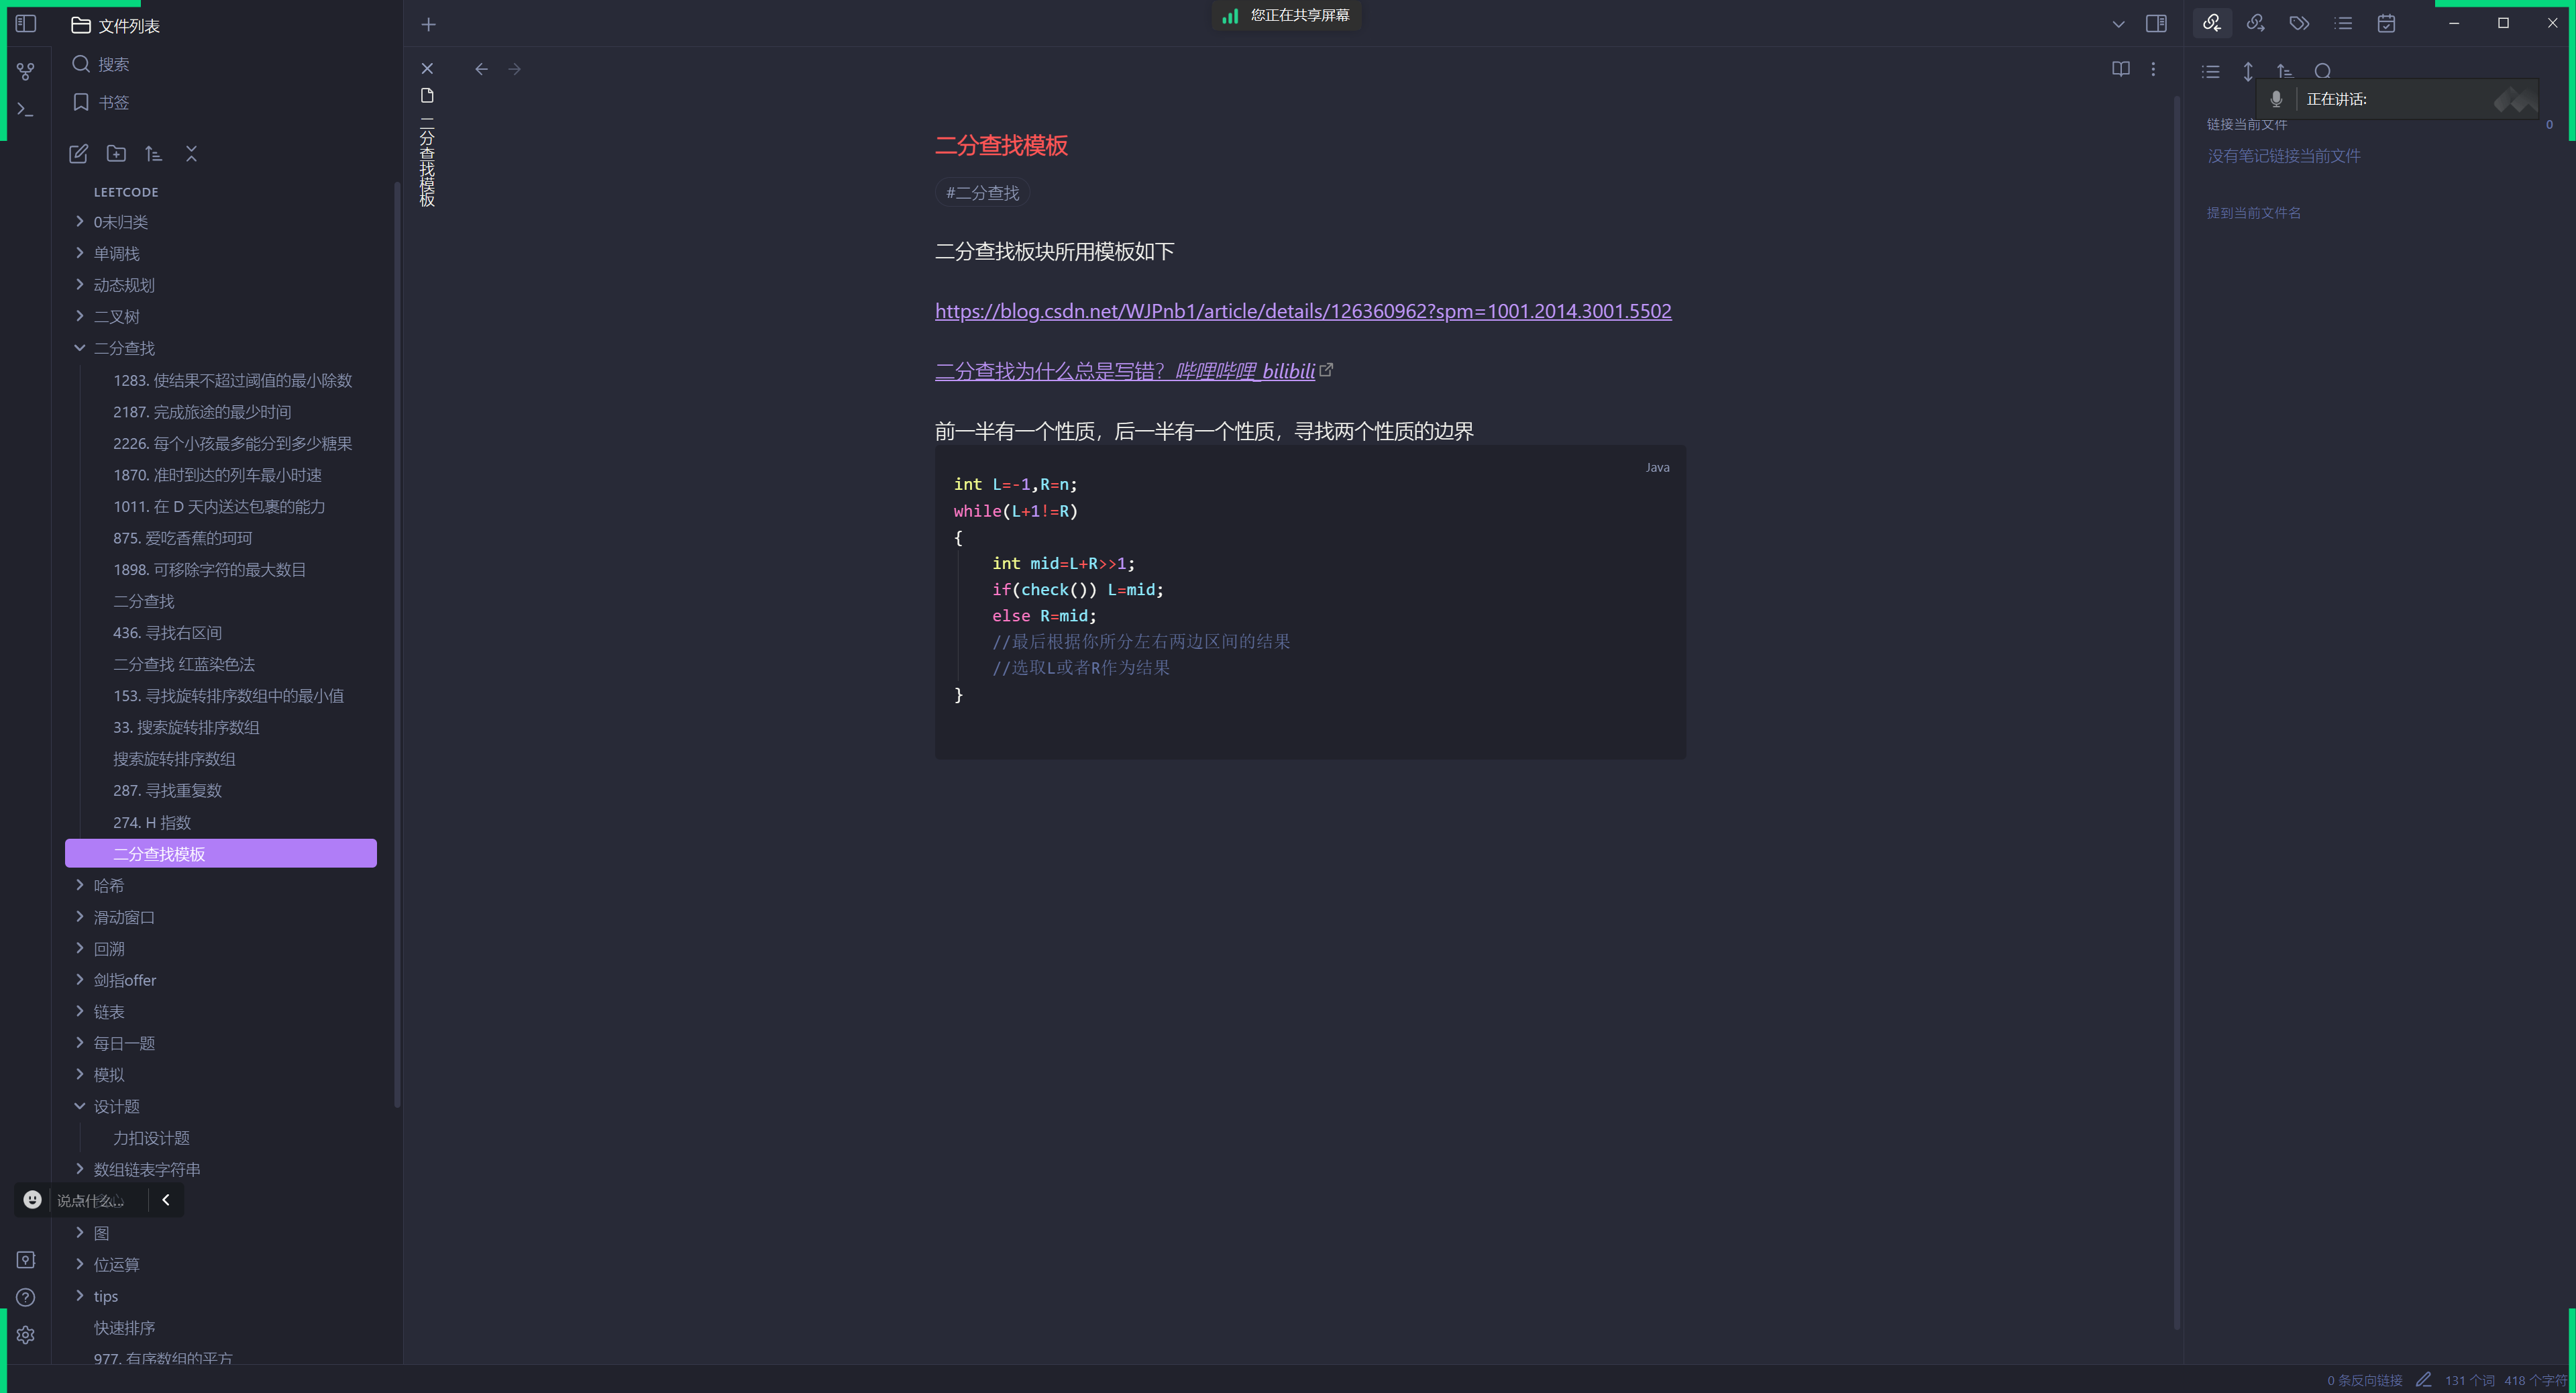 文件列表
搜索
书签
LEETCODE
0未归类
单调栈
动态规划
二叉树
二分查找
1283. 使结果不超过阈值的最小除数
2187. 完成旅途的最少时间
2226. 每个小孩最多能分到多少糖果
1870. 准时到达的列车最小时速
1011. 在 D 天内送达包裹的能力
875. 爱吃香蕉的珂珂
1898. 可移除字符的最大数目
二分查找
436. 寻找右区间
二分查找 红蓝染色法
153. 寻找旋转排序数组中的最小值
33. 搜索旋转排序数组
搜索旋转排序数组
287. 寻找重复数
274. H 指数
二分查找模板
哈希
滑动窗口
回溯
剑指offer
链表
每日一题
模拟
设计题
力扣设计题
数组链表字符串
说点什么...
图
位运算
tips
快速排序
977. 有序数组的平方
二分查找模板
您正在共享屏幕
二分查找模板
#二分查找
二分查找板块所用模板如下
https://blog.csdn.net/WJPnb1/article/details/126360962?spm=1001.2014.3001.5502
二分查找为什么总是写错？哔哩哔哩_bilibili
前一半有一个性质，后一半有一个性质，寻找两个性质的边界
Java
int L=-1,R=n;
while(L+1!=R)
{
int mid=L+R>>1;
if(check()) L=mid;
else R=mid;
//最后根据你所分左右两边区间的结果
//选取L或者R作为结果
}
正在讲话:
链接当前文件 0
没有笔记链接当前文件
提到当前文件名
0 条反向链接 131 个词 418 个字符